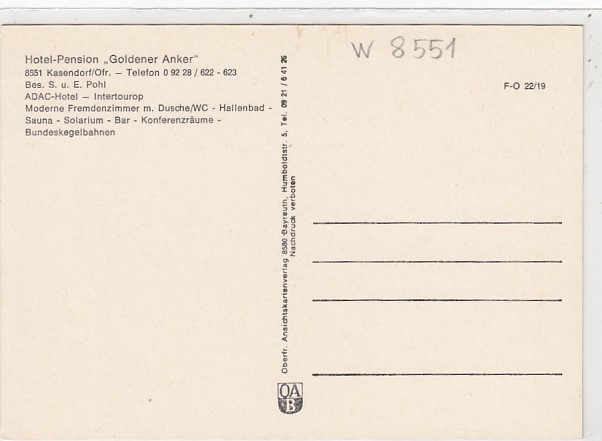 Hotel-Pension „Goldener Anker"
8651 Kasendorf/Ofr. — Telefon 0 92 28 / 622 - 623
Bes. S. u. E. Pohl
ADAC-Hotel — Intertourop
Moderne Fremdenzimmer m. Dusche/WC - Hallenbad -
Sauna - Solarium - Bar - Konferenzräume -
Bundeskegelbahnen
Oberfr. Ansichtskartenverlag 8580 Bayreuth, Humboldtstr. 5, Tel. 09 21 / 6 41 26
Nachdruck verboten
OA
B
W 8551
F-O 22/19